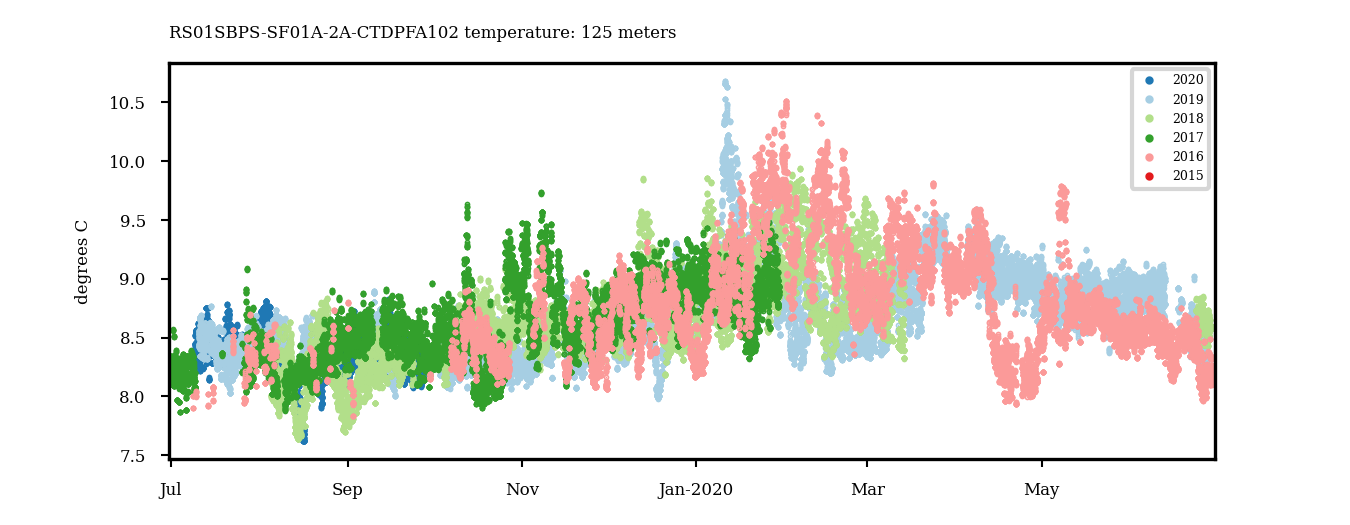 RS01SBPS-SF01A-2A-CTDPFA102 temperature: 125 meters
degrees C
10.5
10.0
9.5
9.0
8.5
8.0
7.5
Jul
Sep
Nov
Jan-2020
Mar
May
2020
2019
2018
2017
2016
2015